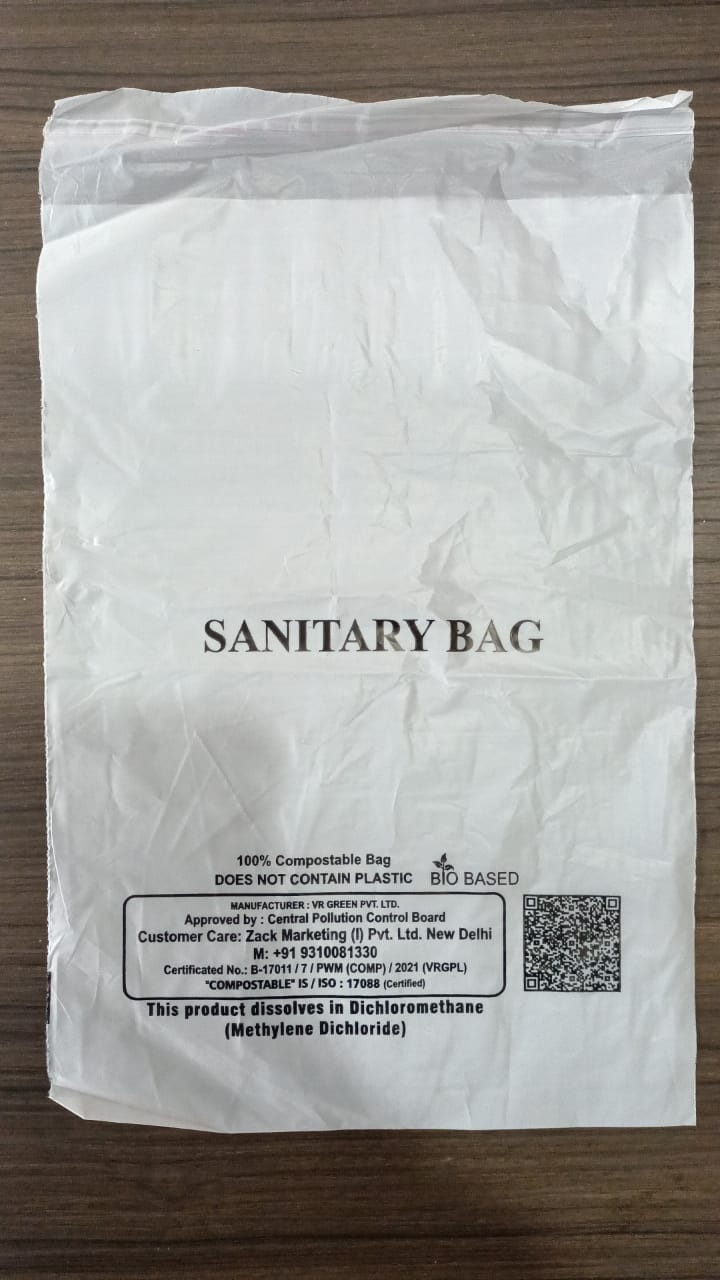 SANITARY BAG
100% Compostable Bag
DOES NOT CONTAIN PLASTIC BIO BASED
MANUFACTURER : VR GREEN PVT. LTD.
Approved by : Central Pollution Control Board
Customer Care: Zack Marketing (I) Pvt. Ltd. New Delhi
M: +91 9310081330
Certificated No.: B-17011 / 7 / PWM (COMP) / 2021 (VRGPL)
"COMPOSTABLE" IS / ISO : 17088 (Certified)
This product dissolves in Dichloromethane
(Methylene Dichloride)